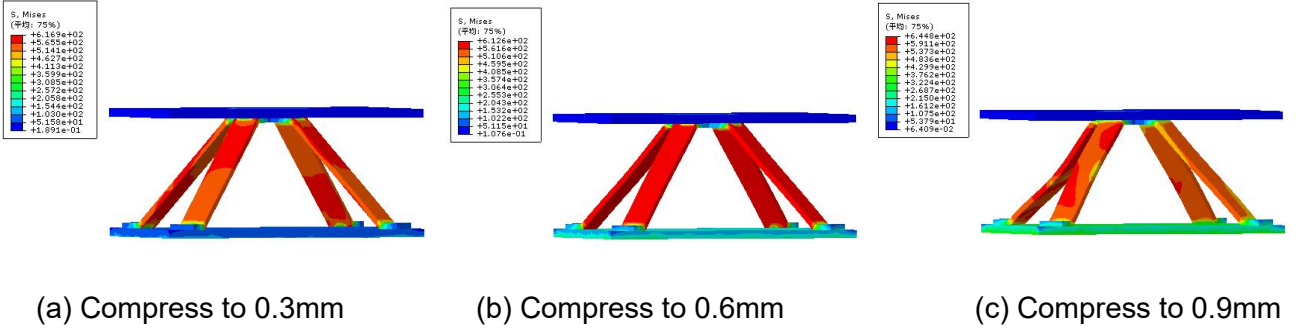 S, Mises
(平均: 75%)
+6.169e+02
+5.655e+02
+5.141e+02
+4.627e+02
+4.113e+02
+3.599e+02
+3.085e+02
+2.572e+02
+2.058e+02
+1.544e+02
+1.030e+02
+5.158e+01
+1.891e-01
S, Mises
(平均: 75%)
+6.126e+02
+5.616e+02
+5.106e+02
+4.595e+02
+4.085e+02
+3.574e+02
+3.064e+02
+2.553e+02
+2.043e+02
+1.532e+02
+1.022e+02
+5.115e+01
+1.076e-01
S, Mises
(平均: 75%)
+6.448e+02
+5.911e+02
+5.373e+02
+4.836e+02
+4.299e+02
+3.762e+02
+3.224e+02
+2.687e+02
+2.150e+02
+1.612e+02
+1.075e+02
+5.379e+01
+6.409e-02
(a) Compress to 0.3mm
(b) Compress to 0.6mm
(c) Compress to 0.9mm